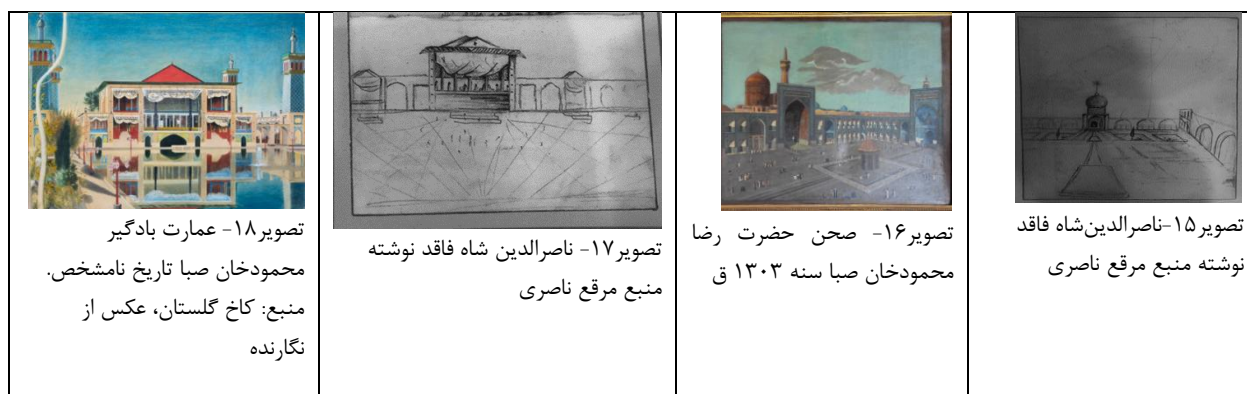 تصویر۱۵-ناصرالدین‌شاه فاقد
نوشته منبع مرقع ناصری
تصویر۱۶- صحن حضرت رضا
محمودخان صبا سنه ۱۳۰۳ ق
تصویر۱۷- ناصرالدین شاه فاقد نوشته
منبع مرقع ناصری
تصویر۱۸- عمارت بادگیر
محمودخان صبا تاریخ نامشخص.
منبع: کاخ گلستان، عکس از
نگارنده